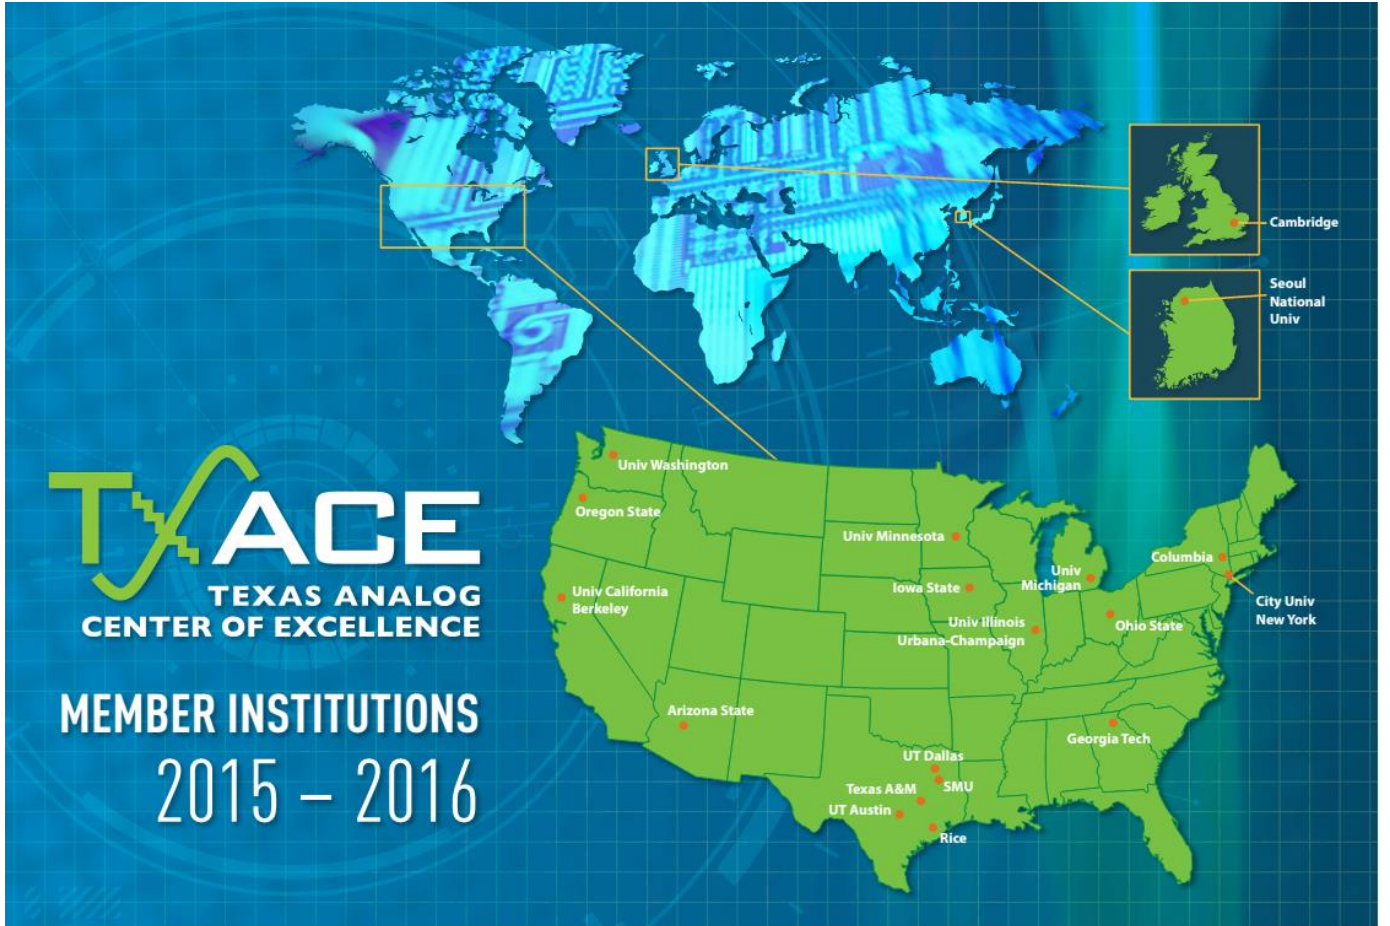 Cambridge
Seoul
National
Univ
TxACE
TEXAS ANALOG
CENTER OF EXCELLENCE
MEMBER INSTITUTIONS
2015 – 2016
Univ Washington
Oregon State
Univ Minnesota
Columbia
Univ
Michigan
Iowa State
Univ California
Berkeley
City Univ
New York
Univ Illinois
Urbana-Champaign
Ohio State
Arizona State
Georgia Tech
UT Dallas
SMU
Texas A&M
UT Austin
Rice